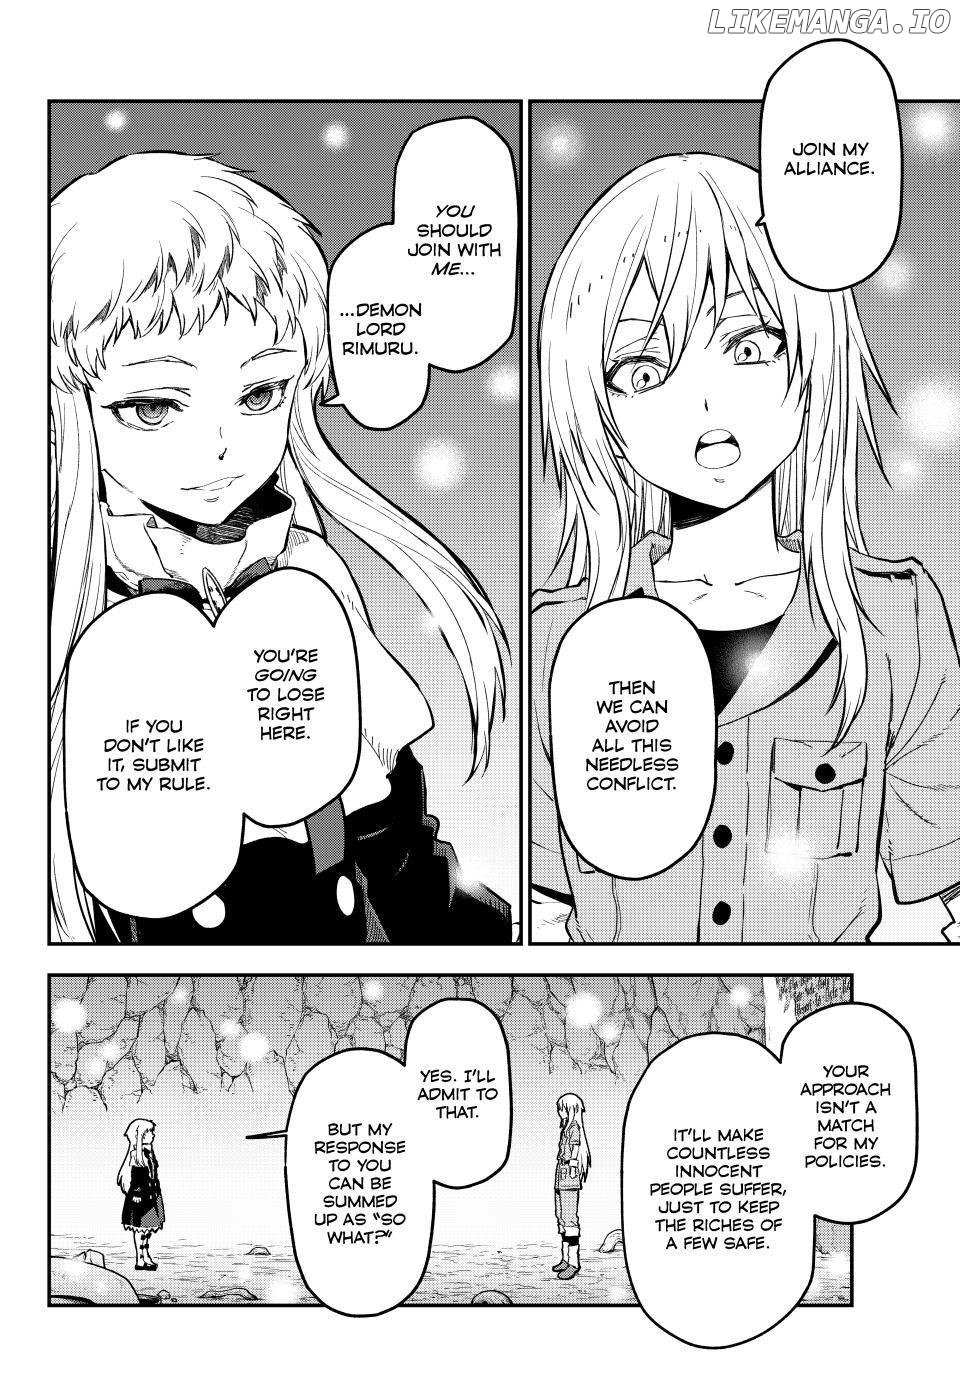 LIKEMANGA.IO
JOIN MY
ALLIANCE.
THEN
WE CAN
AVOID
ALL THIS
NEEDLESS
CONFLICT.
YOU
SHOULD
JOIN WITH
ME...
...DEMON
LORD
RIMURU.
YOU'RE
GOING
TO LOSE
RIGHT
HERE.
IF YOU
DON'T LIKE
IT, SUBMIT
TO MY RULE.
YOUR
APPROACH
ISN'T A
MATCH
FOR MY
POLICIES.
IT'LL MAKE
COUNTLESS
INNOCENT
PEOPLE SUFFER,
JUST TO KEEP
THE RICHES OF
A FEW SAFE.
YES. I'LL
ADMIT TO
THAT.
BUT MY
RESPONSE
TO YOU
CAN BE
SUMMED
UP AS "SO
WHAT?"